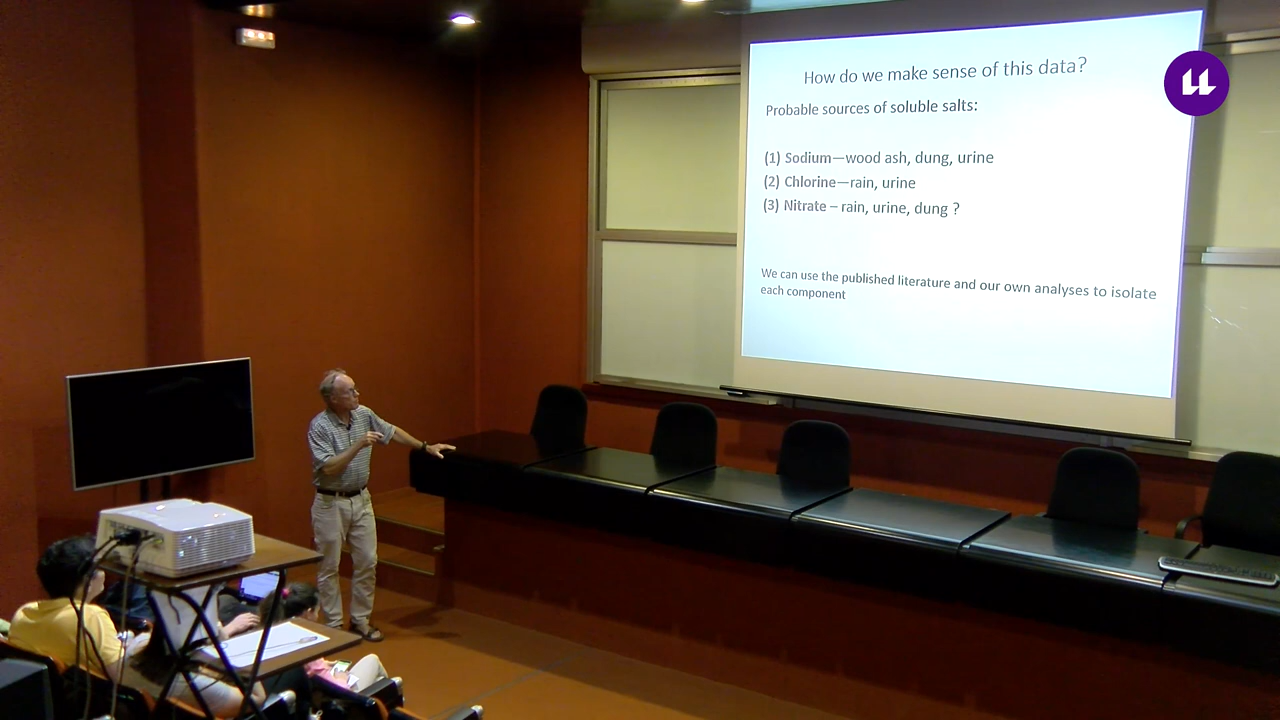 How do we make sense of this data?
Probable sources of soluble salts:
(1) Sodium—wood ash, dung, urine
(2) Chlorine—rain, urine
(3) Nitrate – rain, urine, dung ?
We can use the published literature and our own analyses to isolate
each component